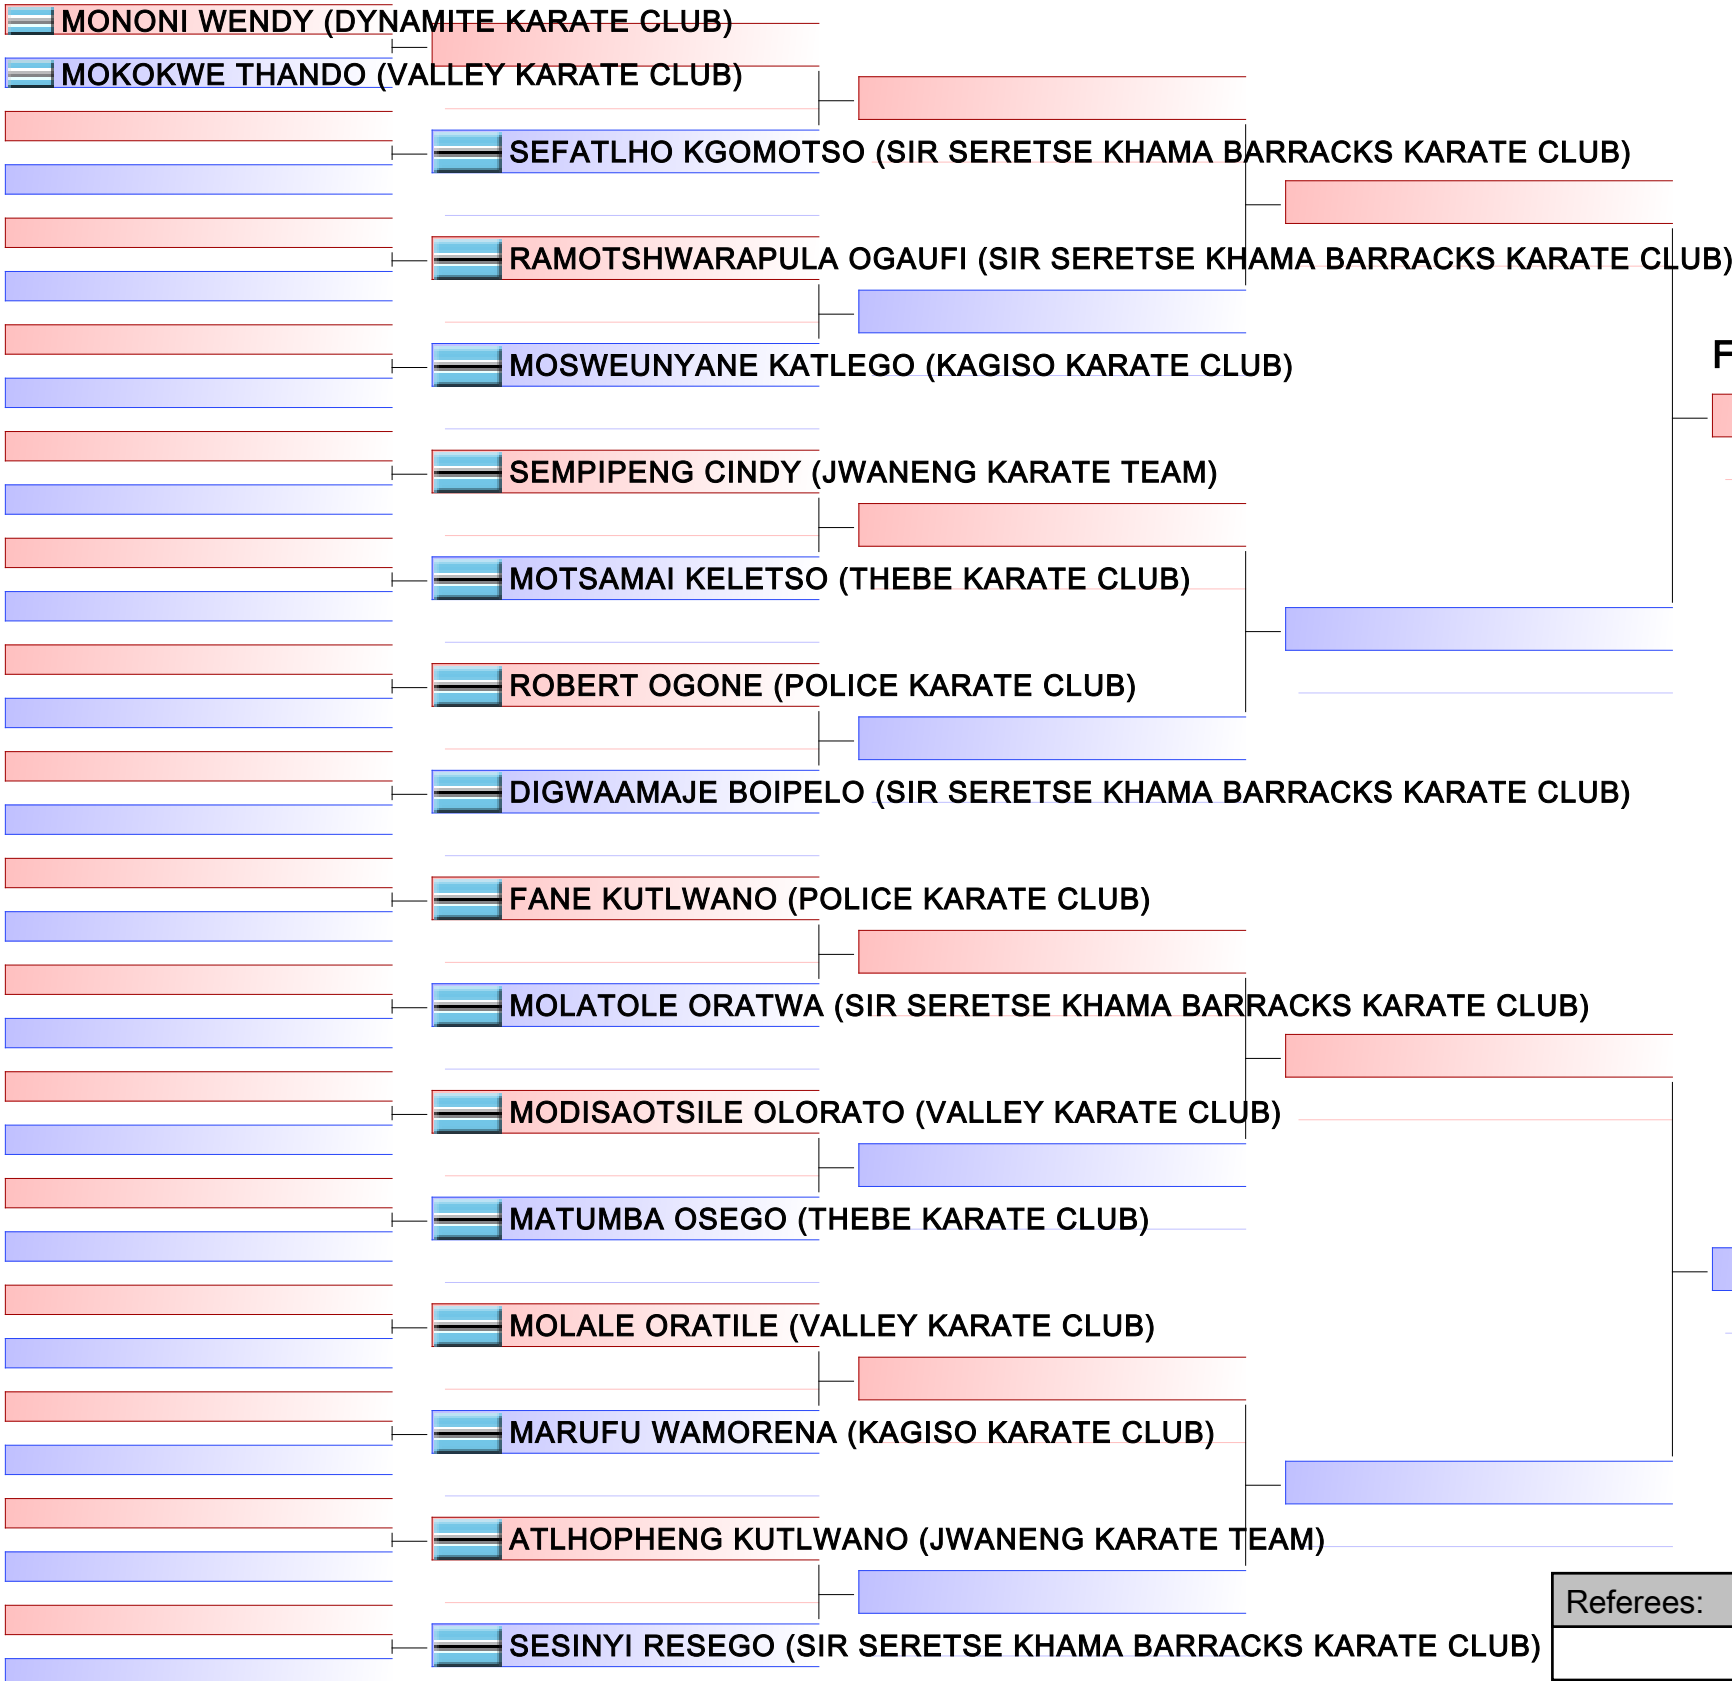 MONONI WENDY (DYNAMITE KARATE CLUB)
MOKOKWE THANDO (VALLEY KARATE CLUB)
SEFATLHO KGOMOTSO (SIR SERETSE KHAMA BARRACKS KARATE CLUB)
RAMOTSHWARAPULA OGAUFI (SIR SERETSE KHAMA BARRACKS KARATE CLUB)
F
MOSWEUNYANE KATLEGO (KAGISO KARATE CLUB)
SEMPIPENG CINDY (JWANENG KARATE TEAM)
MOTSAMAI KELETSO (THEBE KARATE CLUB)
ROBERT OGONE (POLICE KARATE CLUB)
DIGWAAMAJE BOIPELO (SIR SERETSE KHAMA BARRACKS KARATE CLUB)
FANE KUTLWANO (POLICE KARATE CLUB)
MOLATOLE ORATWA (SIR SERETSE KHAMA BARRACKS KARATE CLUB)
MODISAOTSILE OLORATO (VALLEY KARATE CLUB)
MATUMBA OSEGO (THEBE KARATE CLUB)
MOLALE ORATILE (VALLEY KARATE CLUB)
MARUFU WAMORENA (KAGISO KARATE CLUB)
ATLHOPHENG KUTLWANO (JWANENG KARATE TEAM)
Referees:
SESINYI RESEGO (SIR SERETSE KHAMA BARRACKS KARATE CLUB)